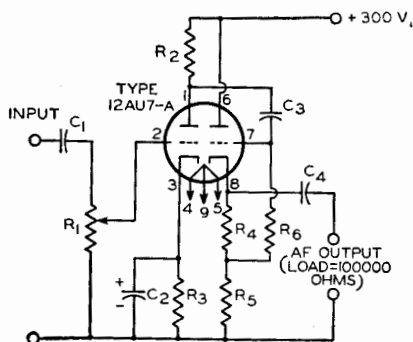 + 300 V.
R2
TYPE
12AU7-A
1
6
C3
INPUT
C1
2
7
3
8
4
9
5
C4
R1
R4
R6
AF OUTPUT
(LOAD=100000
OHMS)
+
-
C2
R3
R5